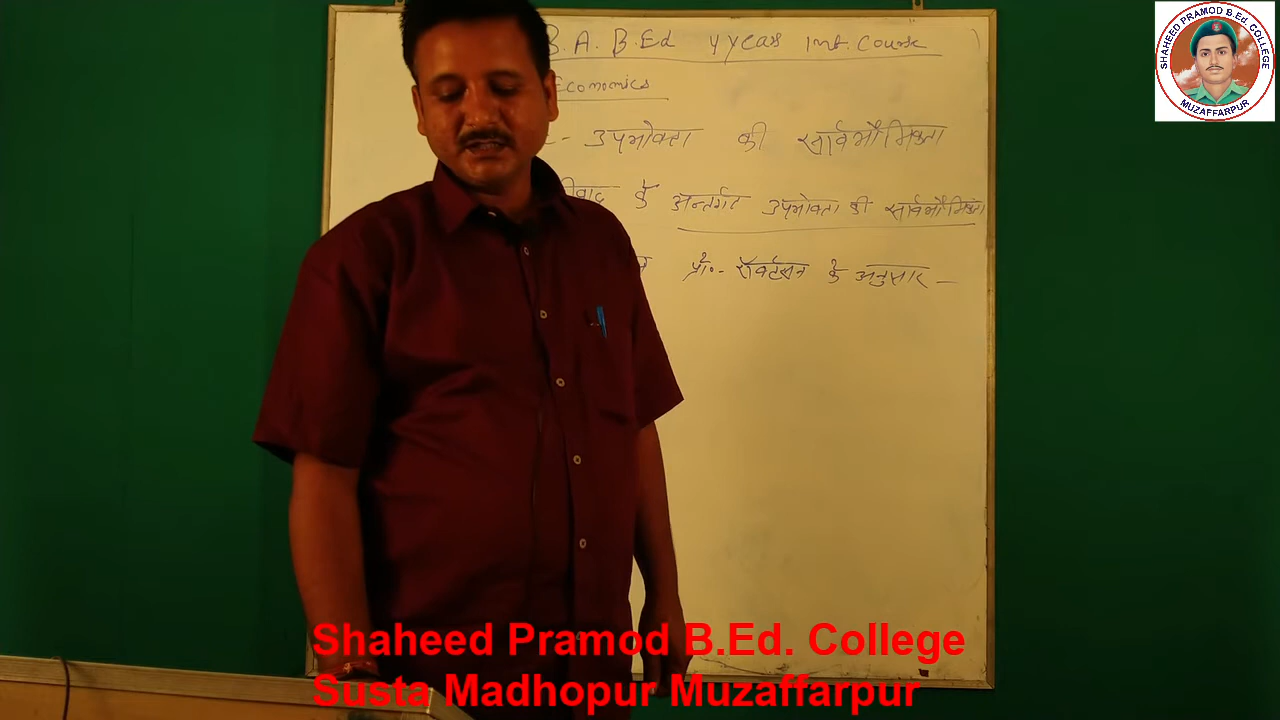 B.A. B.Ed 4 Year Int. Course
Economics
- उपभोक्ता की सार्वभौमिकता
के अन्तर्गत उपभोक्ता की सार्वभौमिकता
प्रो०- रॉबर्टसन के अनुसार -
SHAHEED PRAMOD B.Ed. COLLEGE
MUZAFFARPUR
Shaheed Pramod B.Ed. College
Susta Madhopur Muzaffarpur